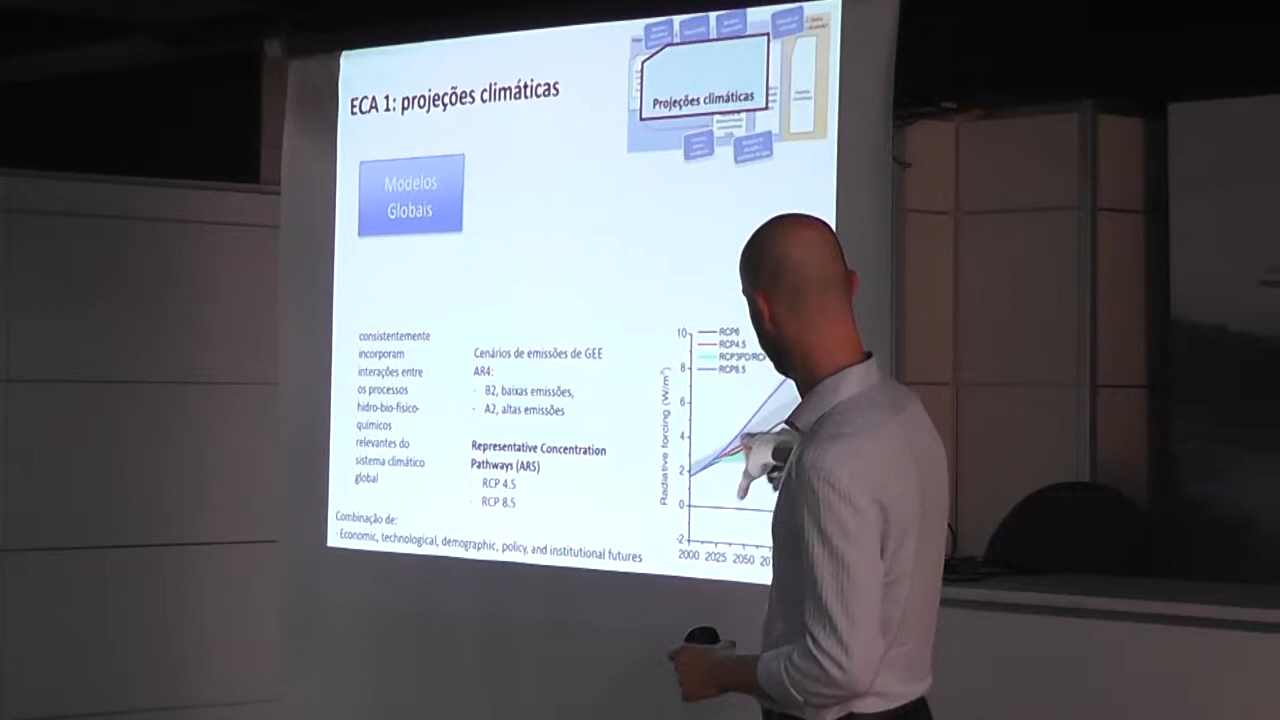 ECA 1: projeções climáticas
Projeções climáticas
Modelos
Globais
consistentemente
incorporam
interações entre
os processos
hidro-bio-físico-
químicos
relevantes do
sistema climático
global
Cenários de emissões de GEE
AR4:
- B2, baixas emissões,
- A2, altas emissões
Representative Concentration
Pathways (AR5)
- RCP 4.5
- RCP 8.5
Combinação de:
- Economic, technological, demographic, policy, and institutional futures
RCP6
RCP4.5
RCP3PD/RCP
RCP8.5
Radiative forcing (W/m²)
10
8
6
4
2
0
-2
2000 2025 2050 20